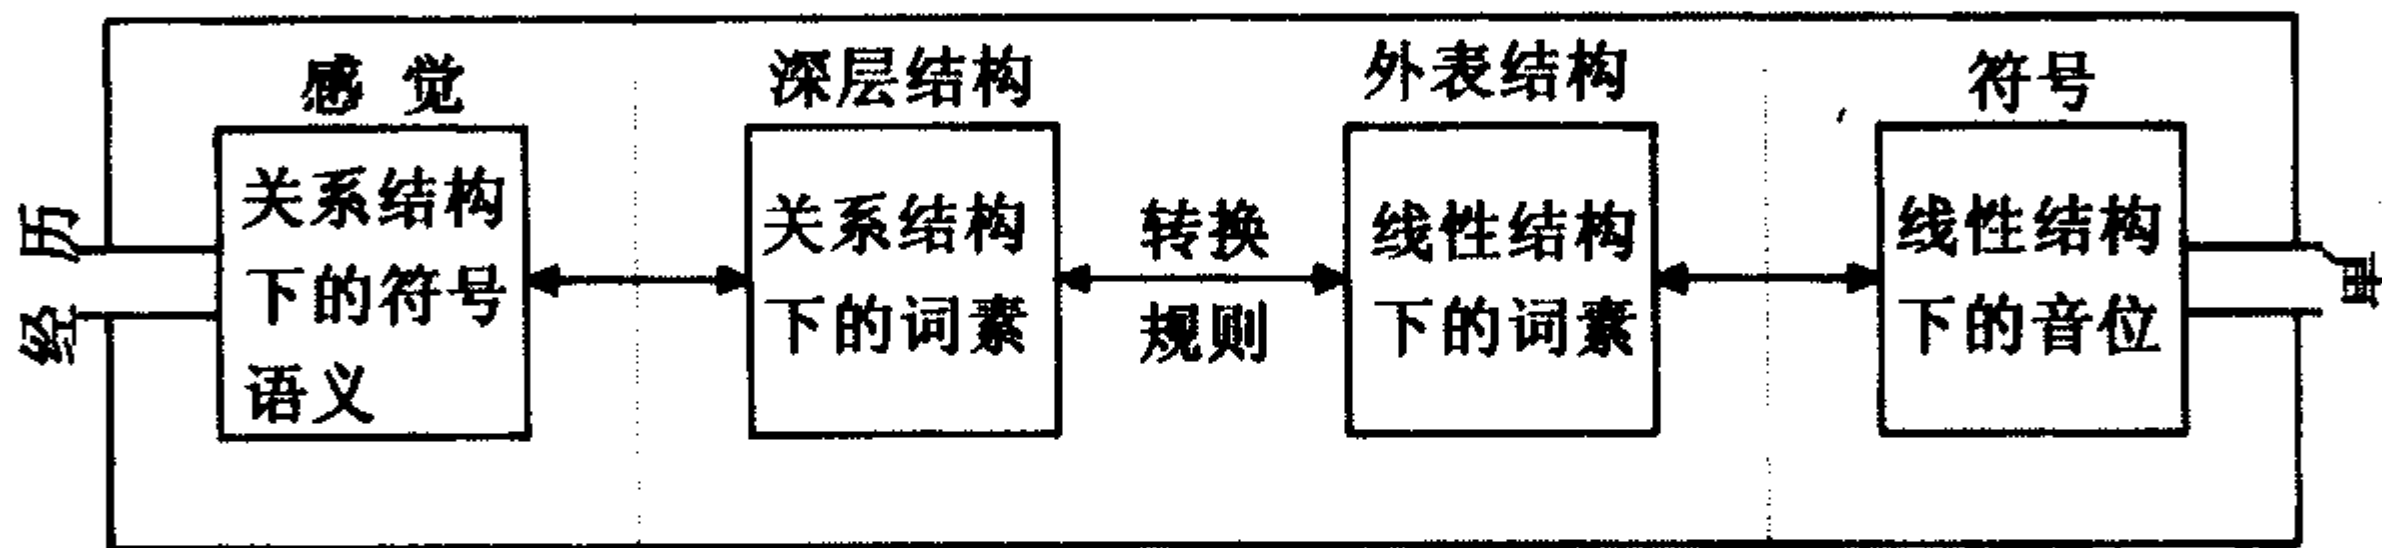 经历
感 觉
关系结构
下的符号
语义
深层结构
关系结构
下的词素
转换
规则
外表结构
线性结构
下的词素
符号
线性结构
下的音位